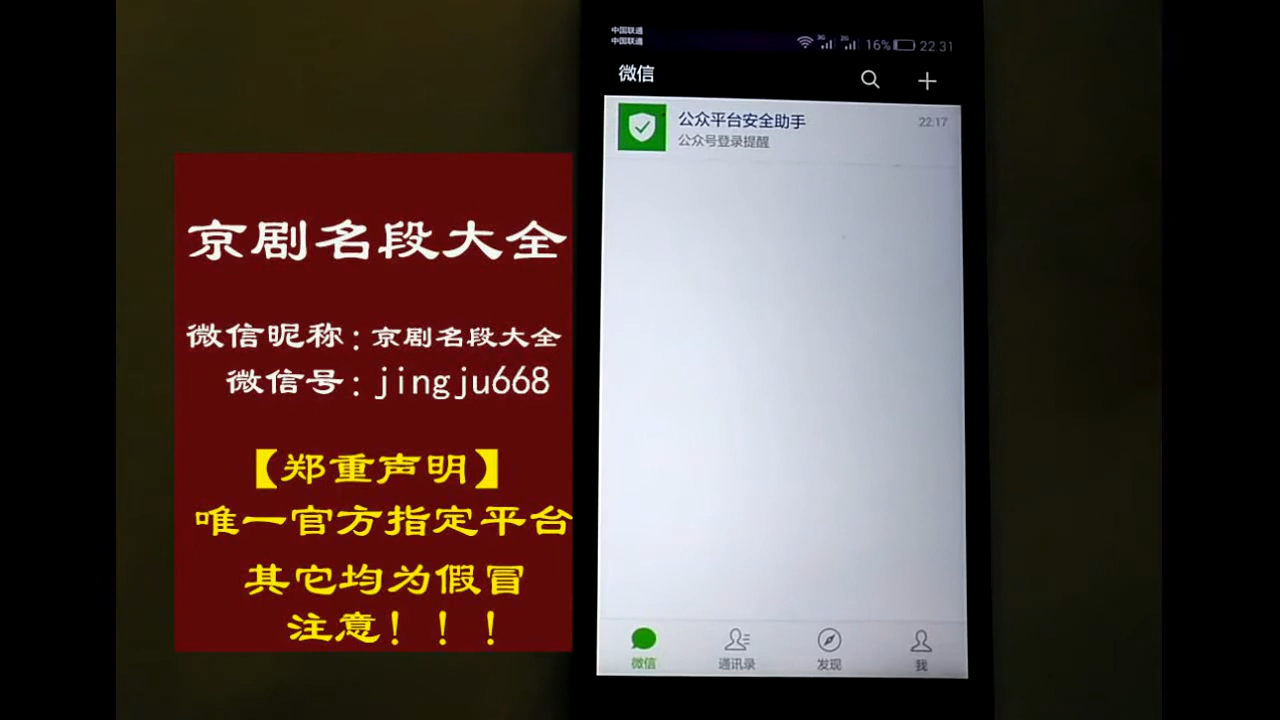 京剧名段大全
微信昵称:京剧名段大全
微信号:jingju668
【郑重声明】
唯一官方指定平台
其它均为假冒
注意!!!
中国联通
中国联通
3G 2G 16% 22:31
微信
公众平台安全助手 22:17
公众号登录提醒
微信 通讯录 发现 我